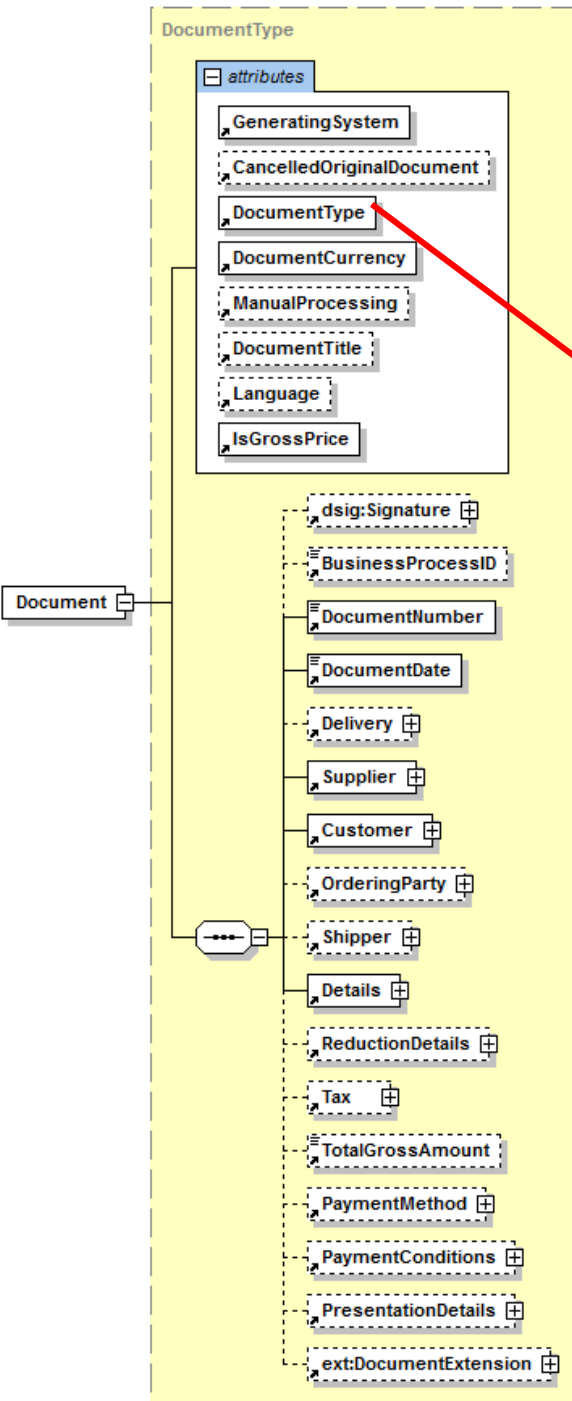 DocumentType
attributes
GeneratingSystem
CancelledOriginalDocument
DocumentType
DocumentCurrency
ManualProcessing
DocumentTitle
Language
IsGrossPrice
dsig:Signature
BusinessProcessID
Document
DocumentNumber
DocumentDate
Delivery
Supplier
Customer
OrderingParty
Shipper
Details
ReductionDetails
Tax
TotalGrossAmount
PaymentMethod
PaymentConditions
PresentationDetails
ext:DocumentExtension